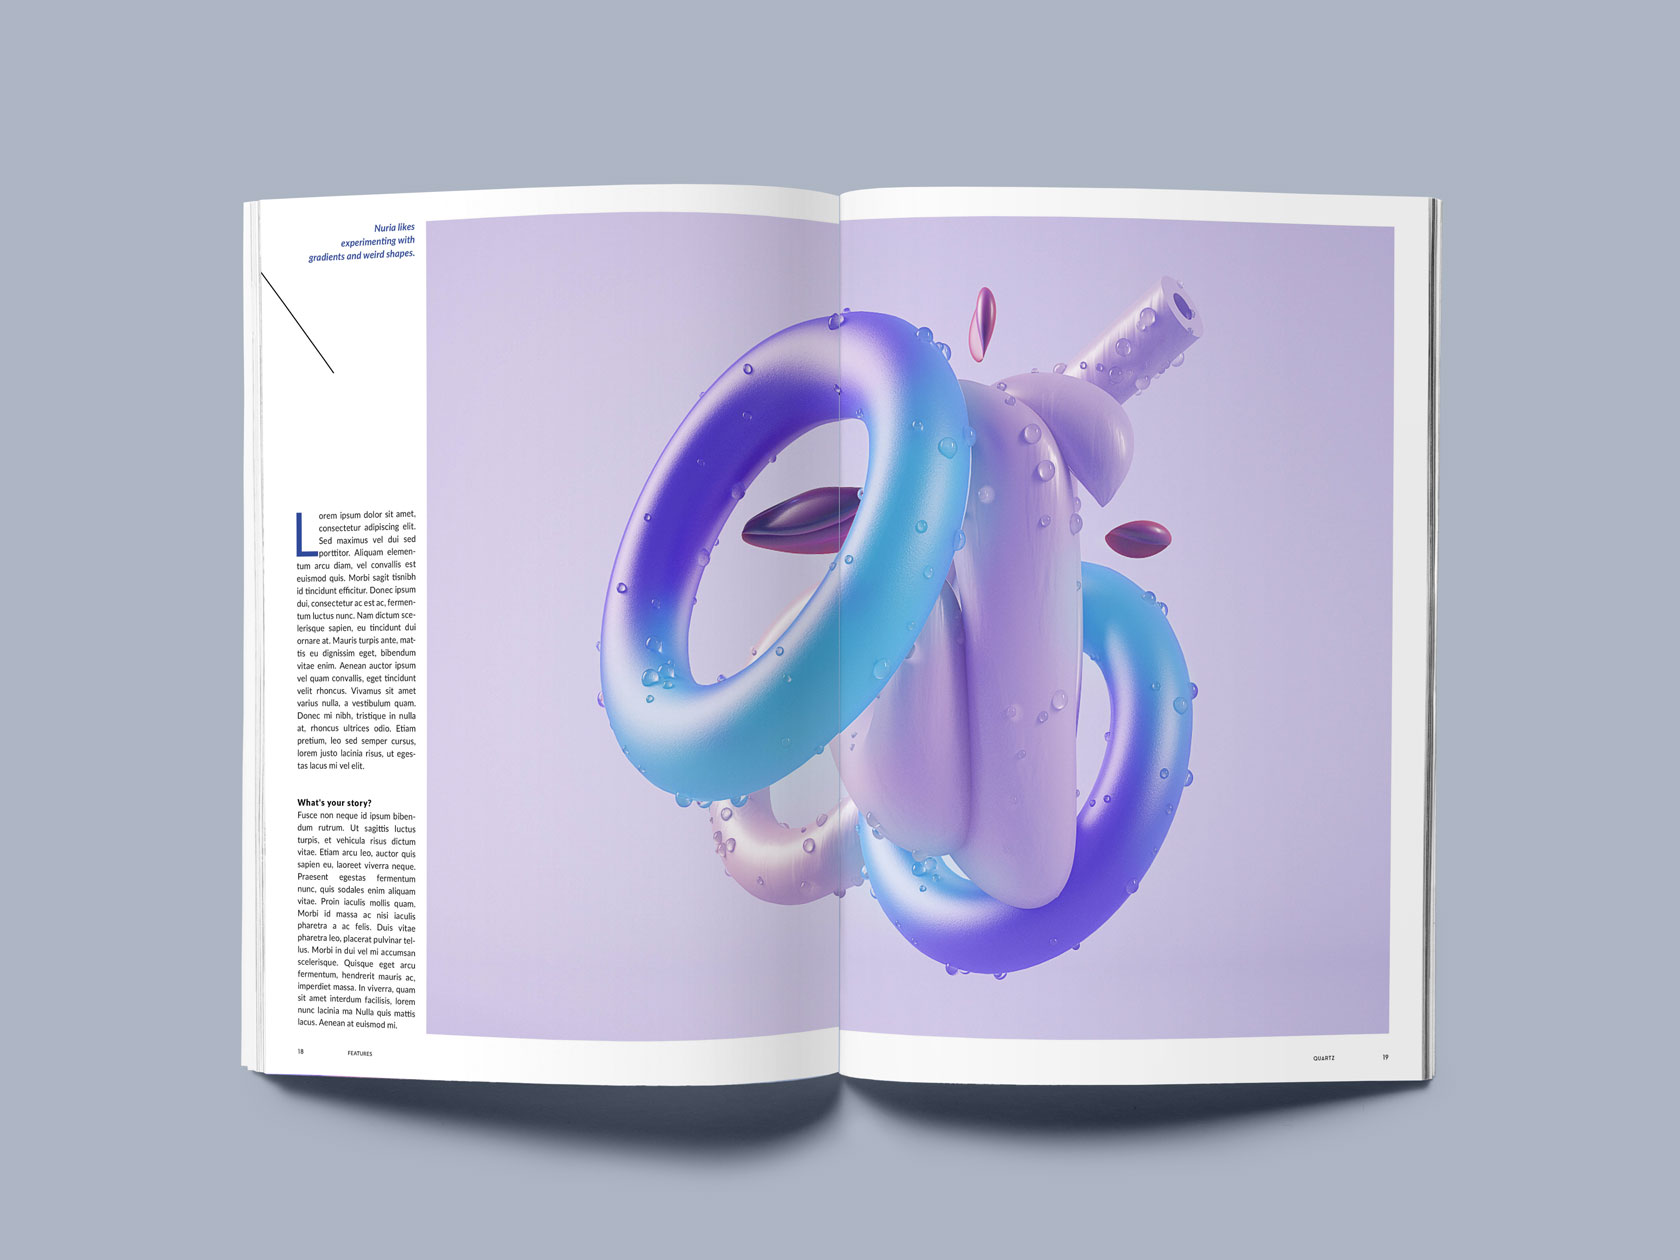 Nuria likes
experimenting with
gradients and weird shapes.
Lorem ipsum dolor sit amet,
consectetur adipiscing elit.
Sed maximus vel dui sed
porttitor. Aliquam elemen-
tum arcu diam, vel convallis est
euismod quis. Morbi sagit tisnibh
id tincidunt efficitur. Donec ipsum
dui, consectetur ac est ac, fermen-
tum luctus nunc. Nam dictum sce-
lerisque sapien, eu tincidunt dui
ornare at. Mauris turpis ante, mat-
tis eu dignissim eget, bibendum
vitae enim. Aenean auctor ipsum
vel quam convallis, eget tincidunt
velit rhoncus. Vivamus sit amet
varius nulla, a vestibulum quam.
Donec mi nibh, tristique in nulla
at, rhoncus ultrices odio. Etiam
pretium, leo sed semper cursus,
lorem justo lacinia risus, ut eges-
tas lacus mi vel elit.
What's your story?
Fusce non neque id ipsum biben-
dum rutrum. Ut sagittis luctus
turpis, et vehicula risus dictum
vitae. Etiam arcu leo, auctor quis
sapien eu, laoreet viverra neque.
Praesent egestas fermentum
nunc, quis sodales enim aliquam
vitae. Proin iaculis mollis quam.
Morbi id massa ac nisi iaculis
pharetra a ac felis. Duis vitae
pharetra leo, placerat pulvinar tel-
lus. Morbi in dui vel mi accumsan
scelerisque. Quisque eget arcu
fermentum, hendrerit mauris ac,
imperdiet massa. In viverra, quam
sit amet interdum facilisis, lorem
nunc lacinia ma Nulla quis mattis
lacus. Aenean at euismod mi.
18 FEATURES
QUARTZ 19